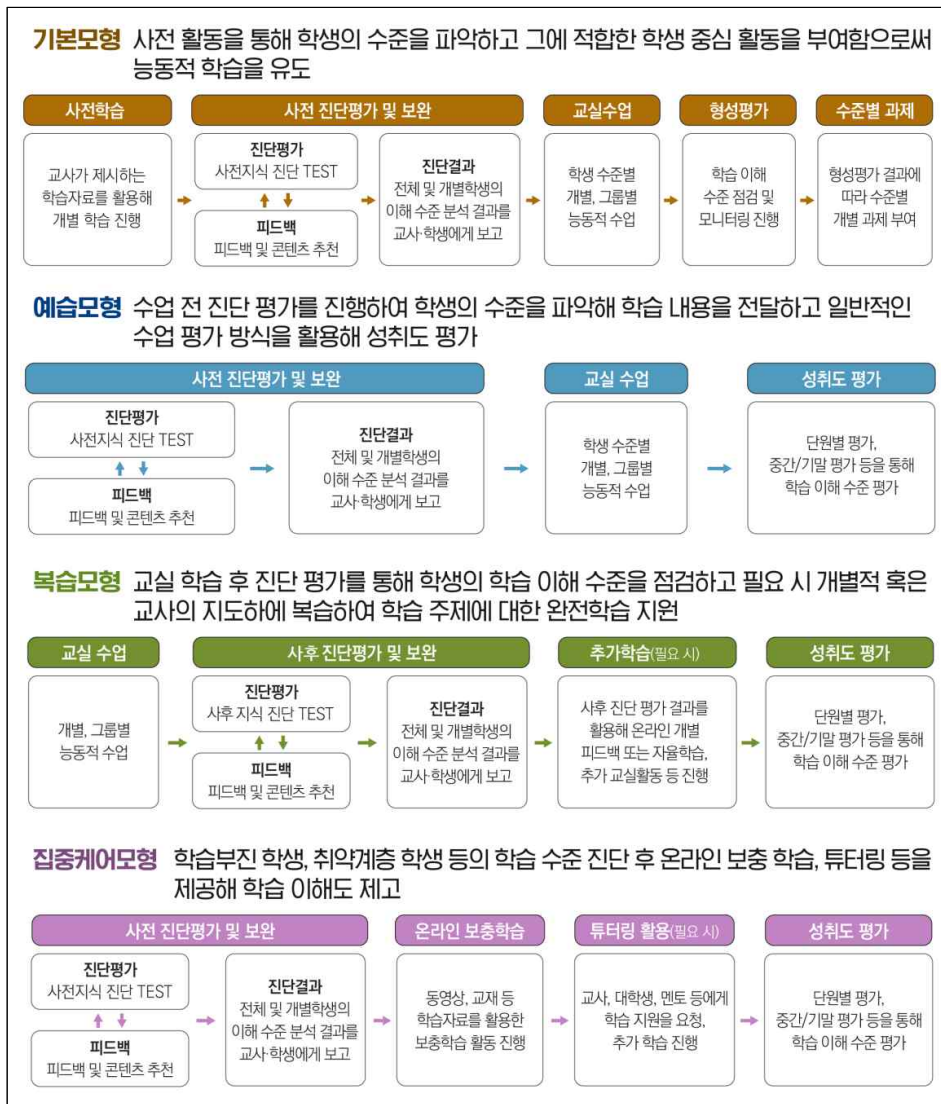 기본모형 사전 활동을 통해 학생의 수준을 파악하고 그에 적합한 학생 중심 활동을 부여함으로써
능동적 학습을 유도
사전학습
교사가 제시하는
학습자료를 활용해
개별 학습 진행
사전 진단평가 및 보완
진단평가
사전지식 진단 TEST
피드백
피드백 및 콘텐츠 추천
진단결과
전체 및 개별학생의
이해 수준 분석 결과를
교사·학생에게 보고
교실수업
학생 수준별
개별, 그룹별
능동적 수업
형성평가
학습 이해
수준 점검 및
모니터링 진행
수준별 과제
형성평가 결과에
따라 수준별
개별 과제 부여
예습모형 수업 전 진단 평가를 진행하여 학생의 수준을 파악해 학습 내용을 전달하고 일반적인
수업 평가 방식을 활용해 성취도 평가
사전 진단평가 및 보완
진단평가
사전지식 진단 TEST
피드백
피드백 및 콘텐츠 추천
진단결과
전체 및 개별학생의
이해 수준 분석 결과를
교사·학생에게 보고
교실 수업
학생 수준별
개별, 그룹별
능동적 수업
성취도 평가
단원별 평가,
중간/기말 평가 등을 통해
학습 이해 수준 평가
복습모형 교실 학습 후 진단 평가를 통해 학생의 학습 이해 수준을 점검하고 필요 시 개별적 혹은
교사의 지도하에 복습하여 학습 주제에 대한 완전학습 지원
교실 수업
개별, 그룹별
능동적 수업
사후 진단평가 및 보완
진단평가
사후 지식 진단 TEST
피드백
피드백 및 콘텐츠 추천
진단결과
전체 및 개별학생의
이해 수준 분석 결과를
교사·학생에게 보고
추가학습(필요 시)
사후 진단 평가 결과를
활용해 온라인 개별
피드백 또는 자율학습,
추가 교실활동 등 진행
성취도 평가
단원별 평가,
중간/기말 평가 등을 통해
학습 이해 수준 평가
집중케어모형 학습부진 학생, 취약계층 학생 등의 학습 수준 진단 후 온라인 보충 학습, 튜터링 등을
제공해 학습 이해도 제고
사전 진단평가 및 보완
진단평가
사전지식 진단 TEST
피드백
피드백 및 콘텐츠 추천
진단결과
전체 및 개별학생의
이해 수준 분석 결과를
교사·학생에게 보고
온라인 보충학습
동영상, 교재 등
학습자료를 활용한
보충학습 활동 진행
튜터링 활용(필요 시)
교사, 대학생, 멘토 등에게
학습 지원을 요청,
추가 학습 진행
성취도 평가
단원별 평가,
중간/기말 평가 등을 통해
학습 이해 수준 평가